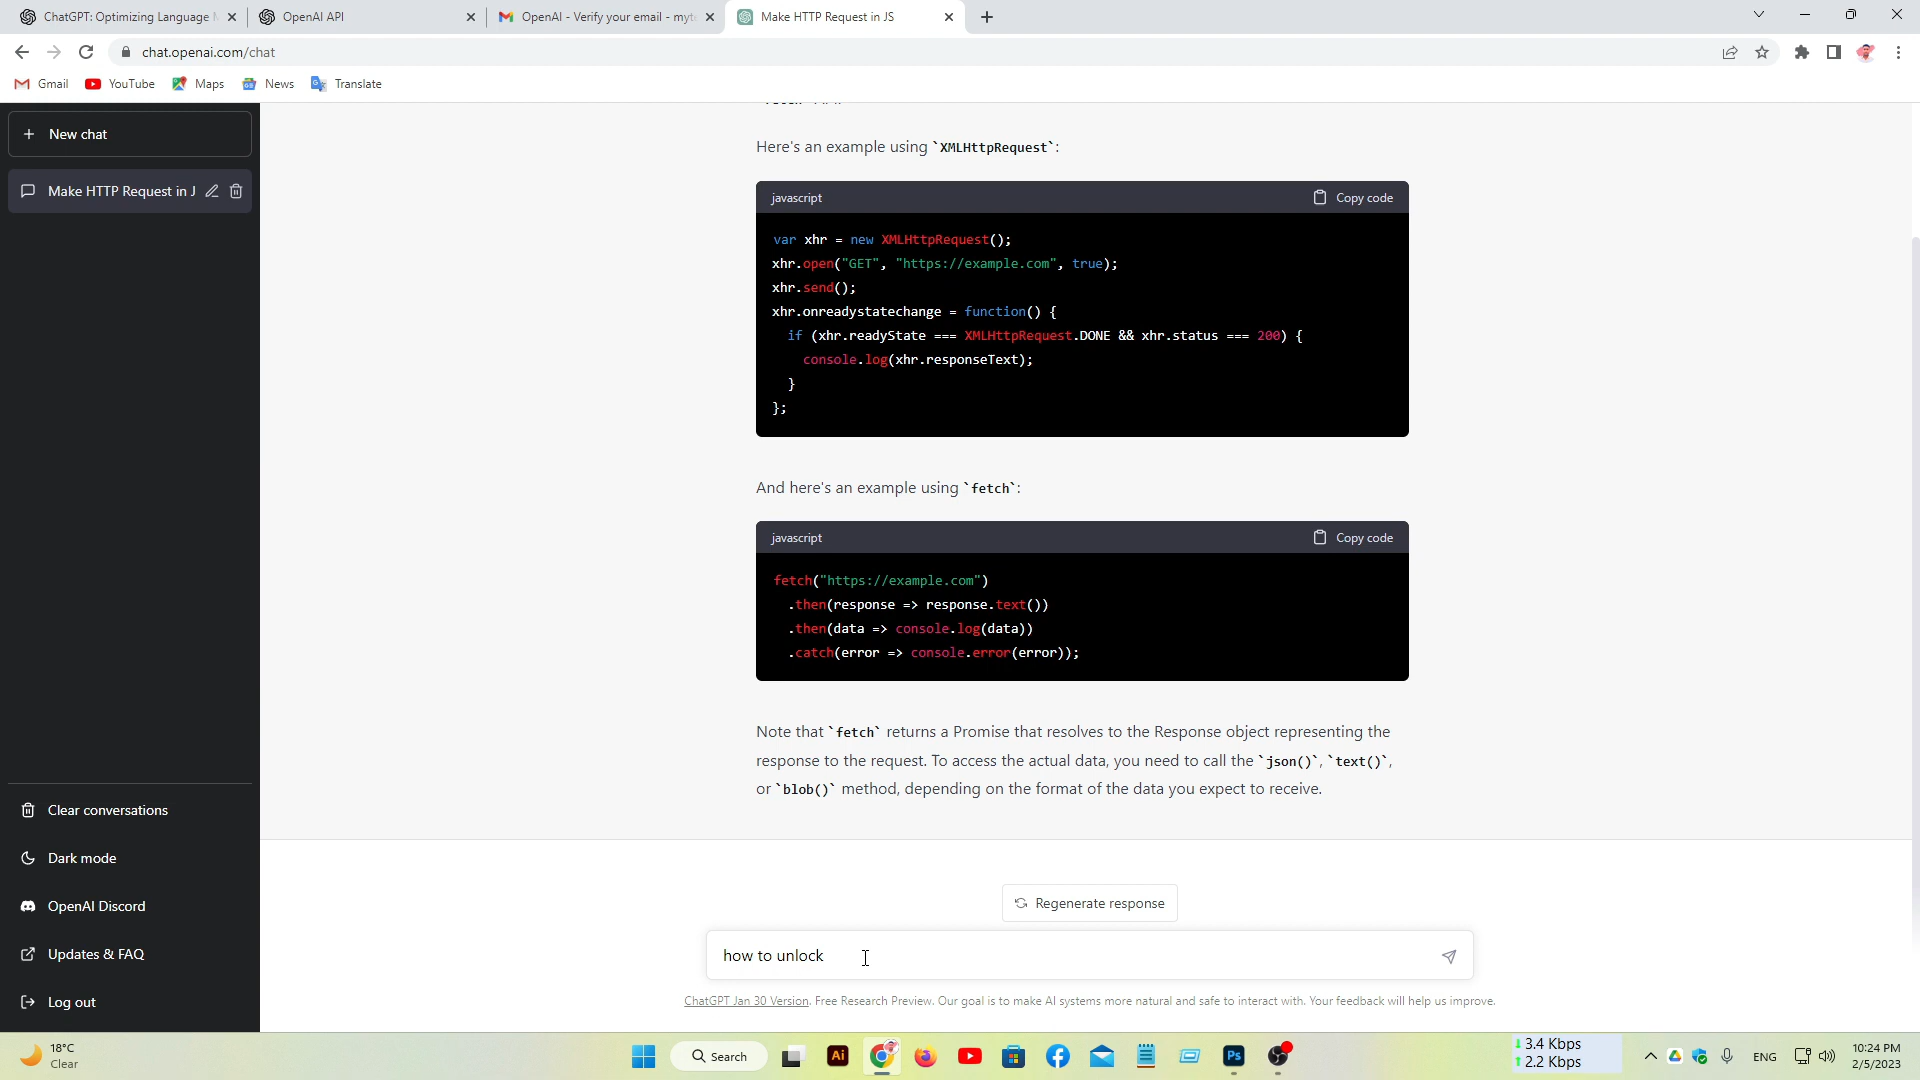 ChatGPT: Optimizing Language
OpenAI API
OpenAI - Verify your email - myt
Make HTTP Request in JS
chat.openai.com/chat
Gmail
YouTube
Maps
News
Translate
New chat
Make HTTP Request in J
Here's an example using `XMLHttpRequest`:
javascript
Copy code
var xhr = new XMLHttpRequest();
xhr.open("GET", "https://example.com", true);
xhr.send();
xhr.onreadystatechange = function() {
if (xhr.readyState === XMLHttpRequest.DONE && xhr.status === 200) {
console.log(xhr.responseText);
}
};
And here's an example using `fetch`:
javascript
Copy code
fetch("https://example.com")
.then(response => response.text())
.then(data => console.log(data))
.catch(error => console.error(error));
Note that `fetch` returns a Promise that resolves to the Response object representing the
response to the request. To access the actual data, you need to call the `json()`, `text()`,
or `blob()` method, depending on the format of the data you expect to receive.
Clear conversations
Dark mode
OpenAI Discord
Updates & FAQ
Log out
Regenerate response
how to unlock
ChatGPT Jan 30 Version. Free Research Preview. Our goal is to make AI systems more natural and safe to interact with. Your feedback will help us improve.
18°C
Clear
Search
Ai
Ps
3.4 Kbps
2.2 Kbps
ENG
10:24 PM
2/5/2023